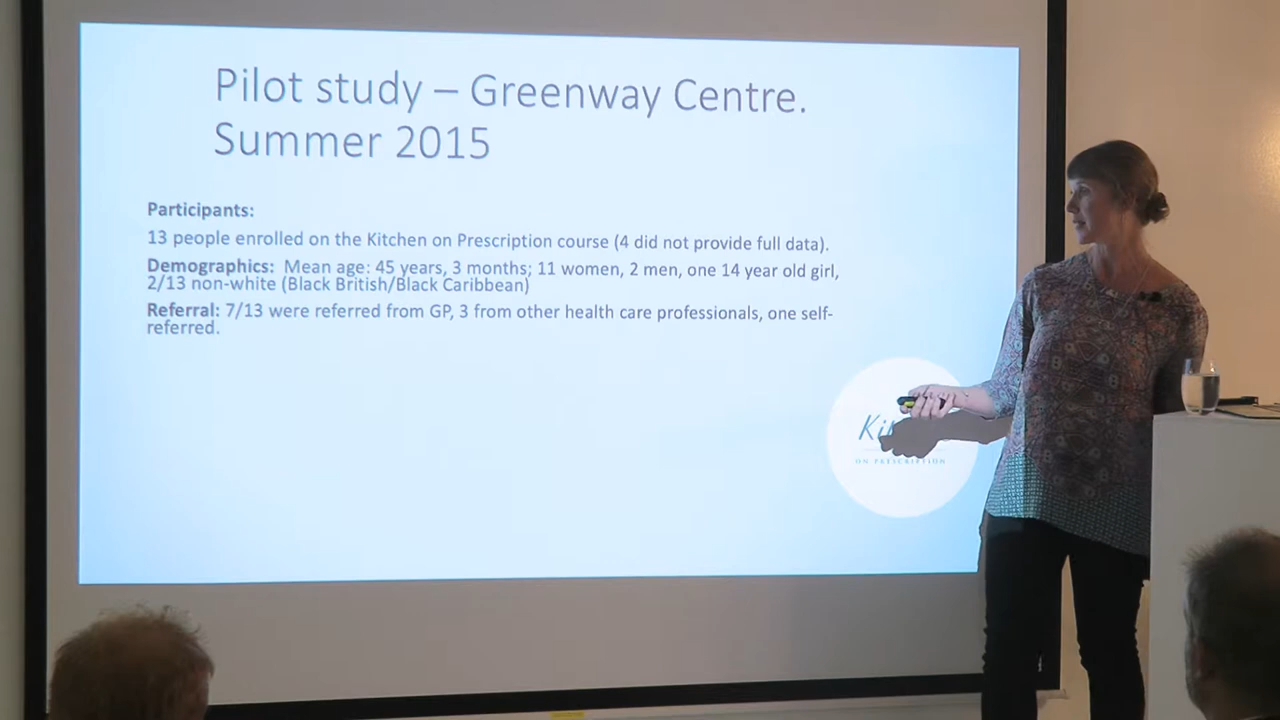 Pilot study – Greenway Centre.
Summer 2015
Participants:
13 people enrolled on the Kitchen on Prescription course (4 did not provide full data).
Demographics:  Mean age: 45 years, 3 months; 11 women, 2 men, one 14 year old girl,
2/13 non-white (Black British/Black Caribbean)
Referral: 7/13 were referred from GP, 3 from other health care professionals, one self-
referred.
ON PRESCRIPTION